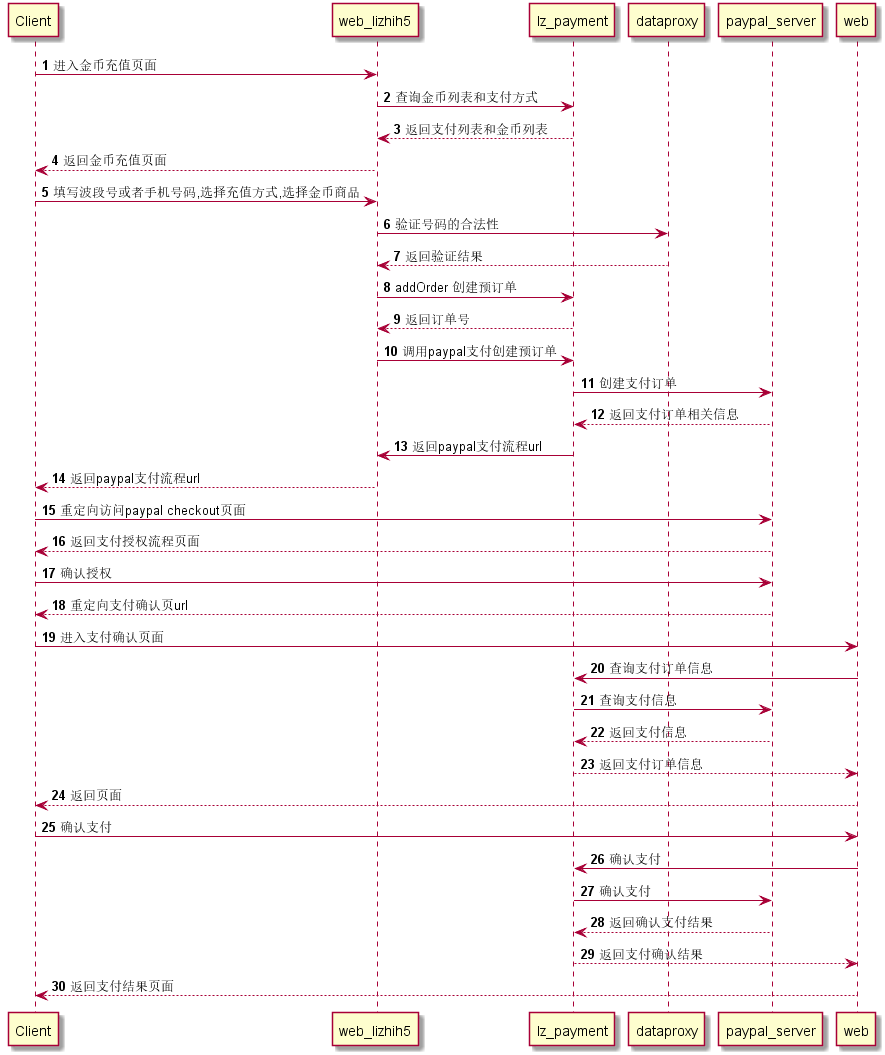 Client web_lizhih5 lz_payment dataproxy paypal_server web
1 进入金币充值页面
2 查询金币列表和支付方式
3 返回支付列表和金币列表
4 返回金币充值页面
5 填写波段号或者手机号码,选择充值方式,选择金币商品
6 验证号码的合法性
7 返回验证结果
8 addOrder 创建预订单
9 返回订单号
10 调用paypal支付创建预订单
11 创建支付订单
12 返回支付订单相关信息
13 返回paypal支付流程url
14 返回paypal支付流程url
15 重定向访问paypal checkout页面
16 返回支付授权流程页面
17 确认授权
18 重定向支付确认页url
19 进入支付确认页面
20 查询支付订单信息
21 查询支付信息
22 返回支付信息
23 返回支付订单信息
24 返回页面
25 确认支付
26 确认支付
27 确认支付
28 返回确认支付结果
29 返回支付确认结果
30 返回支付结果页面
Client web_lizhih5 lz_payment dataproxy paypal_server web